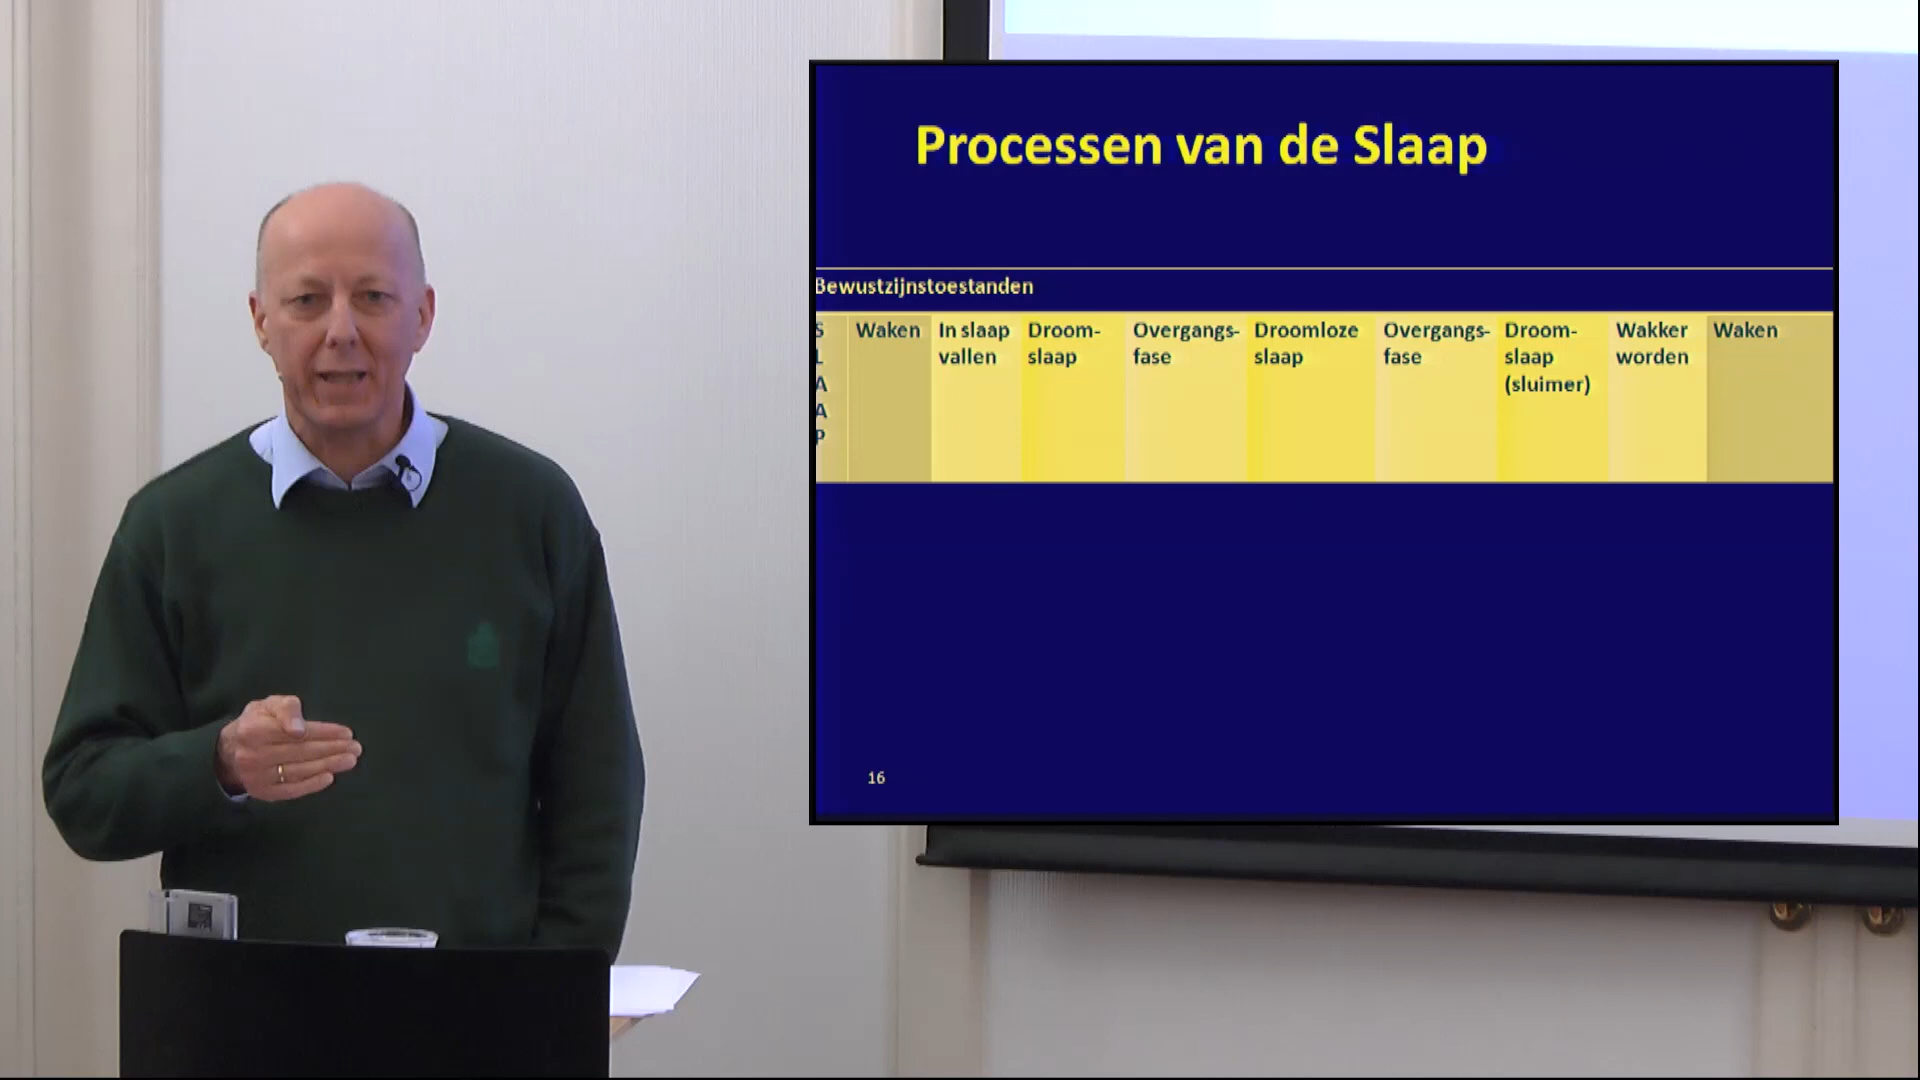 Processen van de Slaap
Bewustzijnstoestanden
S
L
A
A
P
Waken
In slaap
vallen
Droom-
slaap
Overgangs-
fase
Droomloze
slaap
Overgangs-
fase
Droom-
slaap
(sluimer)
Wakker
worden
Waken
16